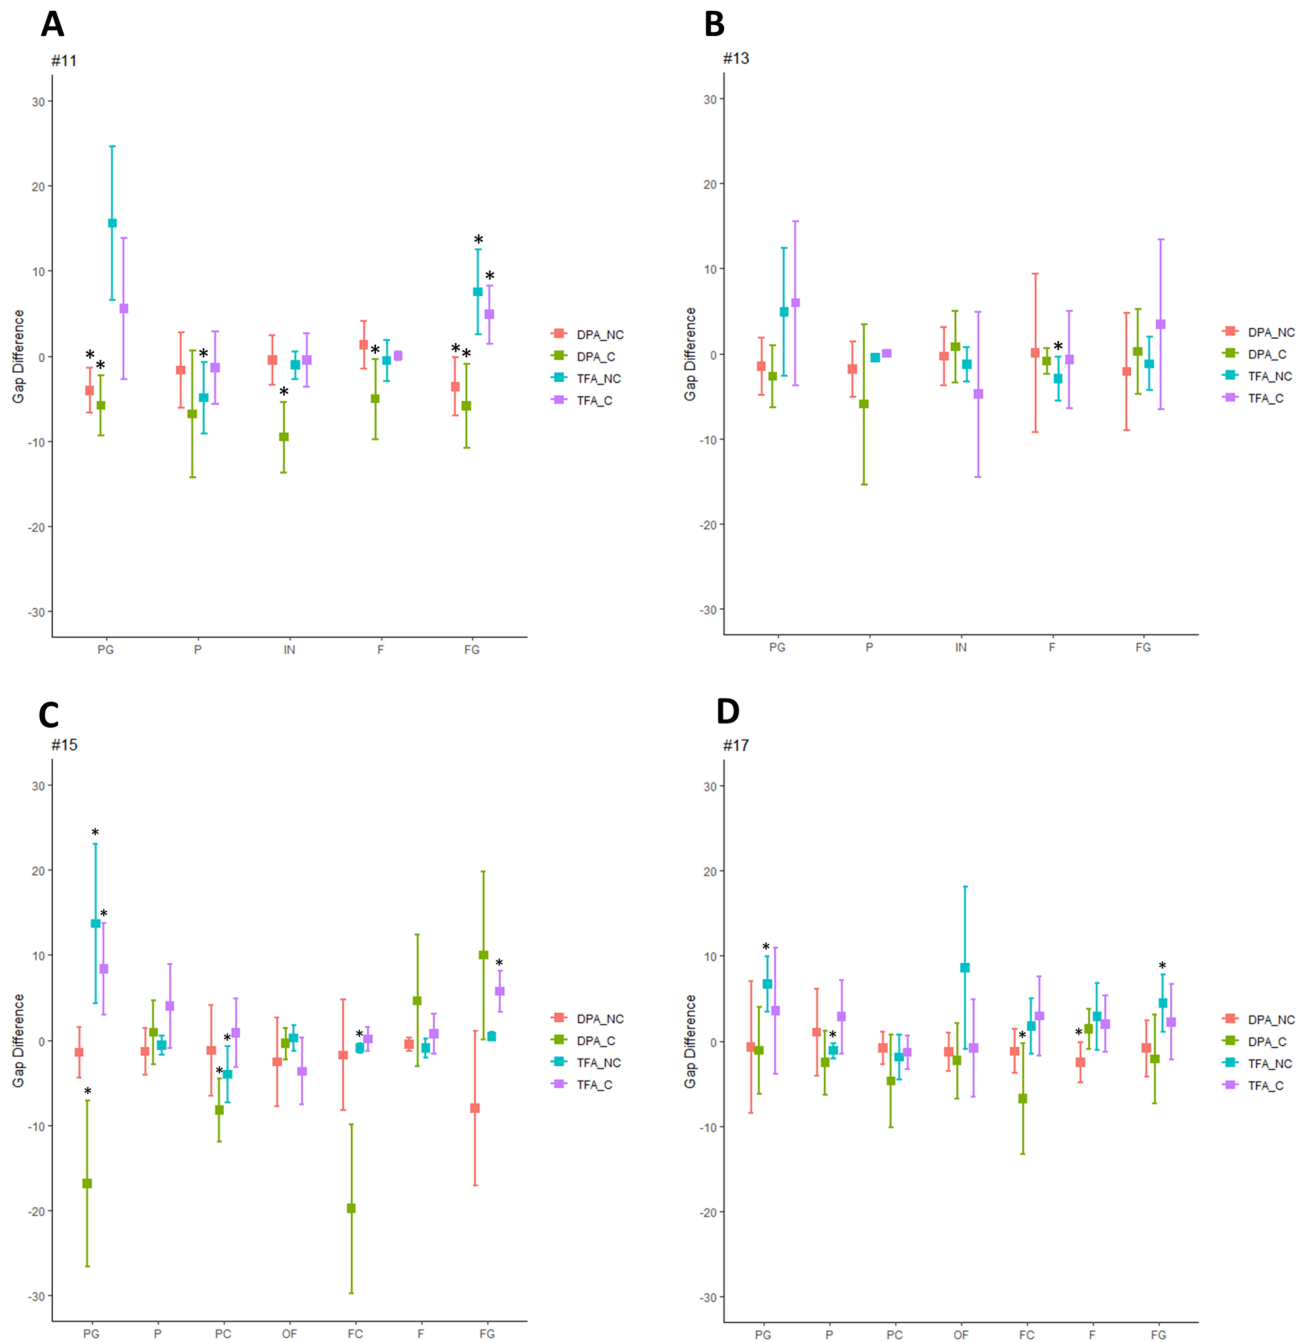 A
#11
30
20
10
0
-10
-20
-30
Gap Difference
PG P IN F FG
* * * * * * * * *
DPA_NC
DPA_C
TFA_NC
TFA_C
B
#13
30
20
10
0
-10
-20
-30
Gap Difference
PG P IN F FG
*
DPA_NC
DPA_C
TFA_NC
TFA_C
C
#15
30
20
10
0
-10
-20
-30
Gap Difference
PG P PC OF FC F FG
* * * * * * *
DPA_NC
DPA_C
TFA_NC
TFA_C
D
#17
30
20
10
0
-10
-20
-30
Gap Difference
PG P PC OF FC F FG
* * * * *
DPA_NC
DPA_C
TFA_NC
TFA_C